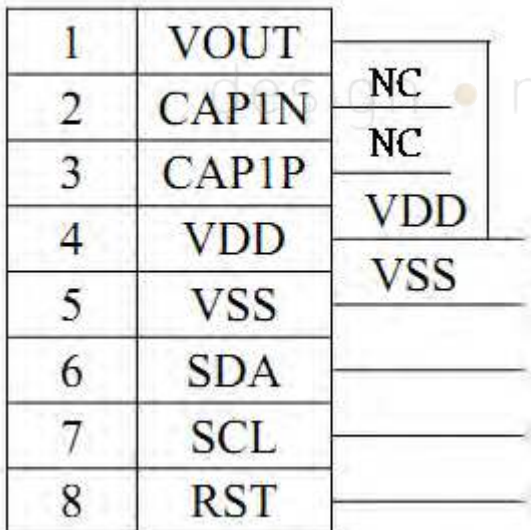 1 VOUT
2 CAP1N NC
3 CAP1P NC
4 VDD VDD
5 VSS VSS
6 SDA
7 SCL
8 RST